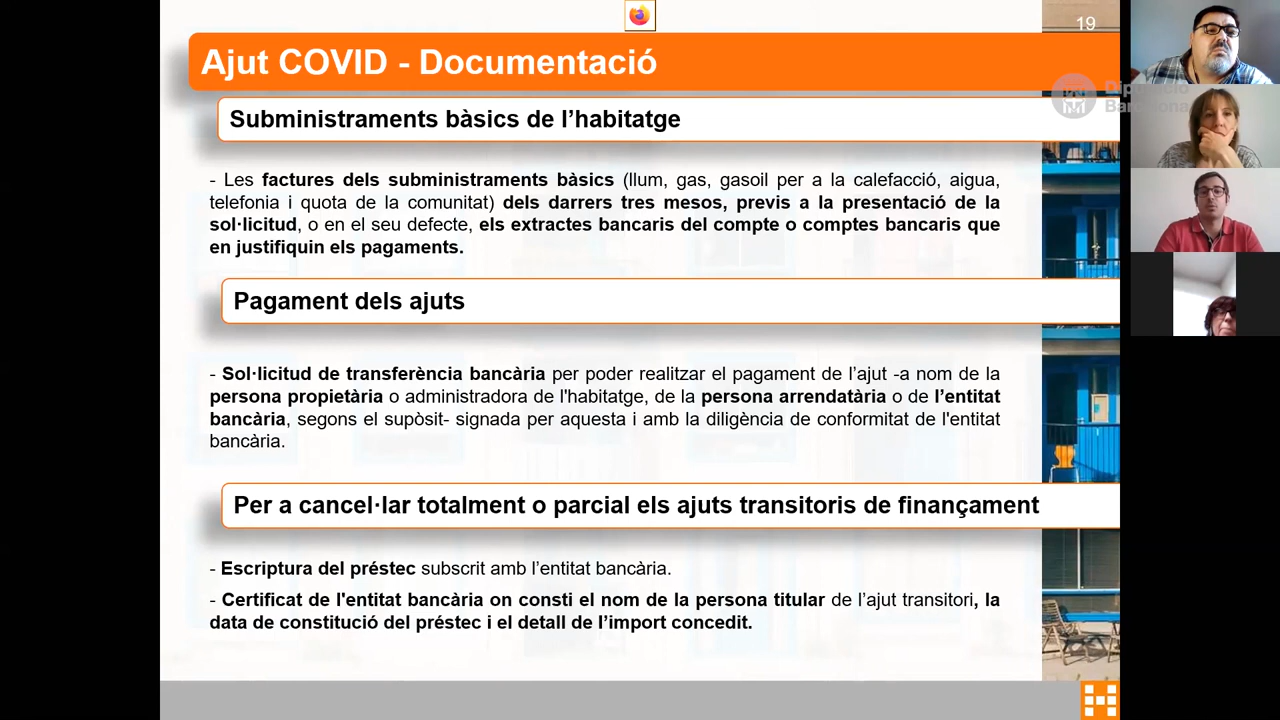 19
Ajut COVID - Documentació
Diputació
Barcelona
Subministraments bàsics de l’habitatge
- Les factures dels subministraments bàsics (llum, gas, gasoil per a la calefacció, aigua,
telefonia i quota de la comunitat) dels darrers tres mesos, previs a la presentació de la
sol·licitud, o en el seu defecte, els extractes bancaris del compte o comptes bancaris que
en justifiquin els pagaments.
Pagament dels ajuts
- Sol·licitud de transferència bancària per poder realitzar el pagament de l’ajut -a nom de la
persona propietària o administradora de l'habitatge, de la persona arrendatària o de l’entitat
bancària, segons el supòsit- signada per aquesta i amb la diligència de conformitat de l'entitat
bancària.
Per a cancel·lar totalment o parcial els ajuts transitoris de finançament
- Escriptura del préstec subscrit amb l’entitat bancària.
- Certificat de l'entitat bancària on consti el nom de la persona titular de l’ajut transitori, la
data de constitució del préstec i el detall de l’import concedit.